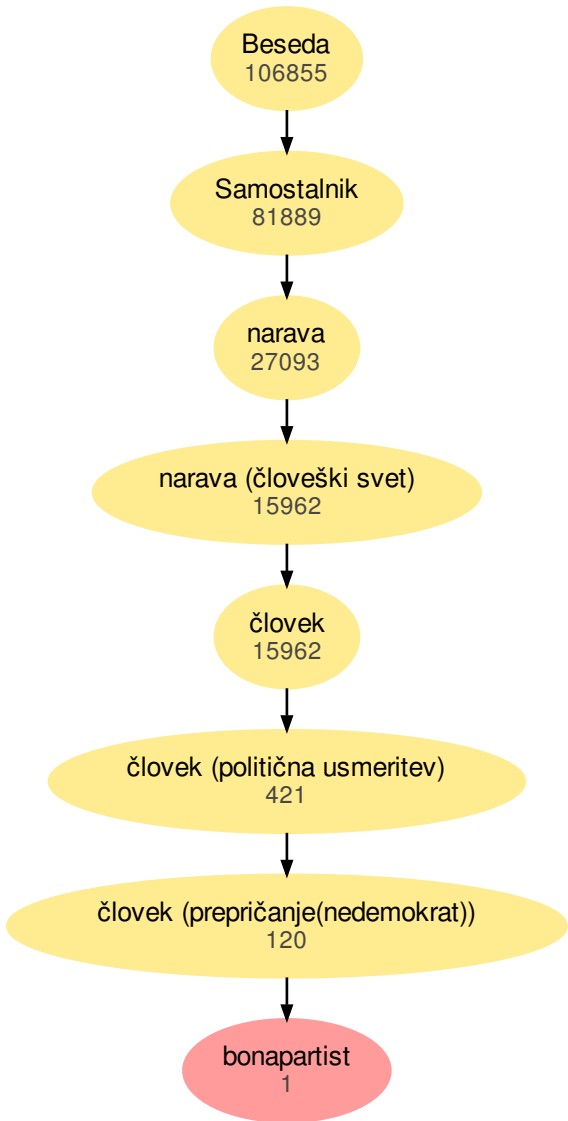 Beseda
106855
Samostalnik
81889
narava
27093
narava (človeški svet)
15962
človek
15962
človek (politična usmeritev)
421
človek (prepričanje(nedemokrat))
120
bonapartist
1